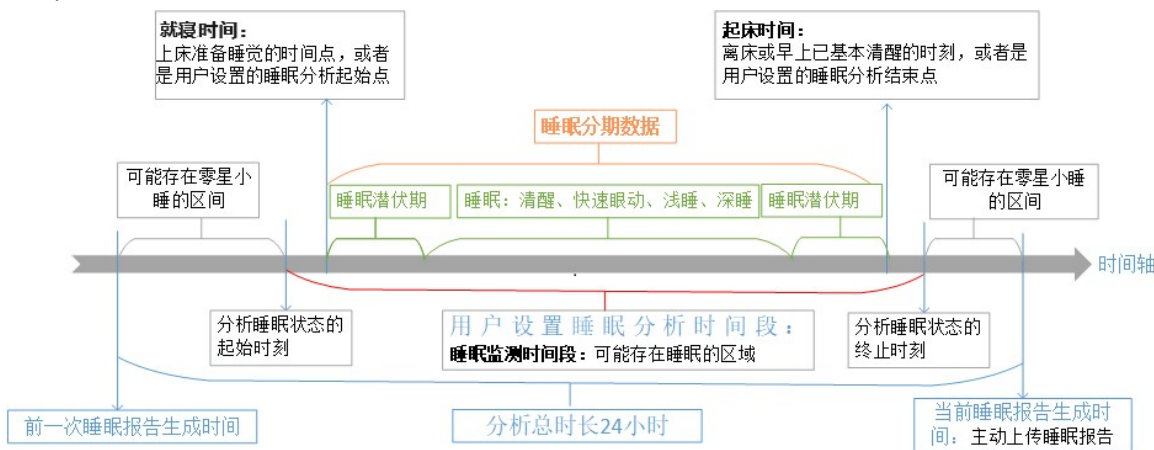 就寝时间：
上床准备睡觉的时间点，或者
是用户设置的睡眠分析起始点
起床时间：
离床或早上已基本清醒的时刻，或者是
用户设置的睡眠分析结束点
睡眠分期数据
可能存在零星小
睡的区间
睡眠潜伏期
睡眠：清醒、快速眼动、浅睡、深睡
睡眠潜伏期
可能存在零星小睡
的区间
时间轴
分析睡眠状态的
起始时刻
用户设置睡眠分析时间段：
睡眠监测时间段：可能存在睡眠的区域
分析睡眠状态的
终止时刻
前一次睡眠报告生成时间
分析总时长24小时
当前睡眠报告生成时
间：主动上传睡眠报告